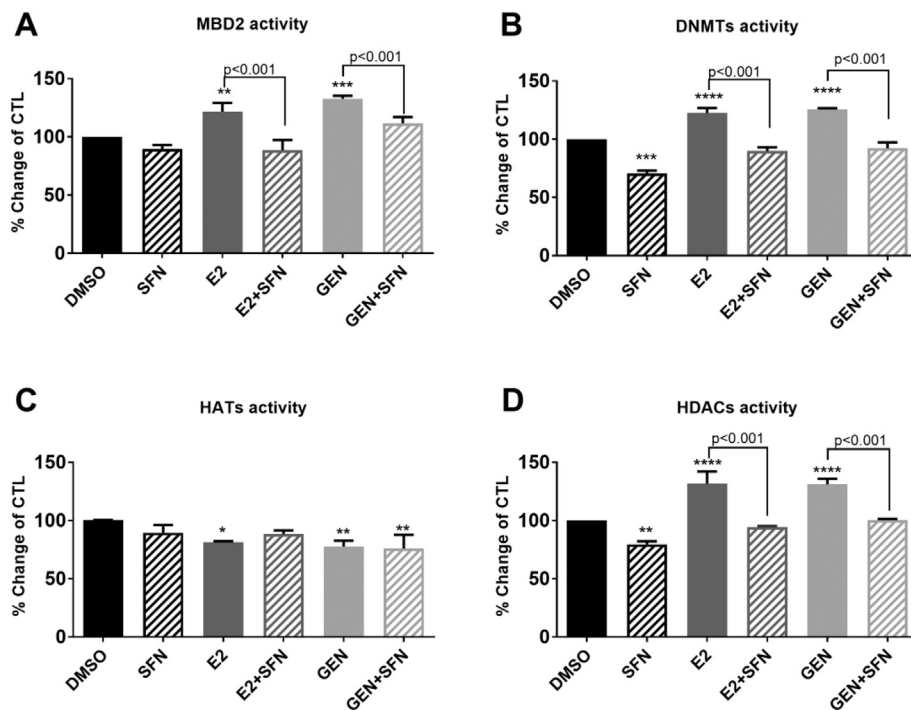 A
MBD2 activity
% Change of CTL
150
100
50
0
**
p<0.001
***
p<0.001
DMSO
SFN
E2
E2+SFN
GEN
GEN+SFN
B
DNMTs activity
% Change of CTL
150
100
50
0
***
****
p<0.001
****
p<0.001
DMSO
SFN
E2
E2+SFN
GEN
GEN+SFN
C
HATs activity
% Change of CTL
150
100
50
0
*
**
**
DMSO
SFN
E2
E2+SFN
GEN
GEN+SFN
D
HDACs activity
% Change of CTL
150
100
50
0
**
****
p<0.001
****
p<0.001
DMSO
SFN
E2
E2+SFN
GEN
GEN+SFN